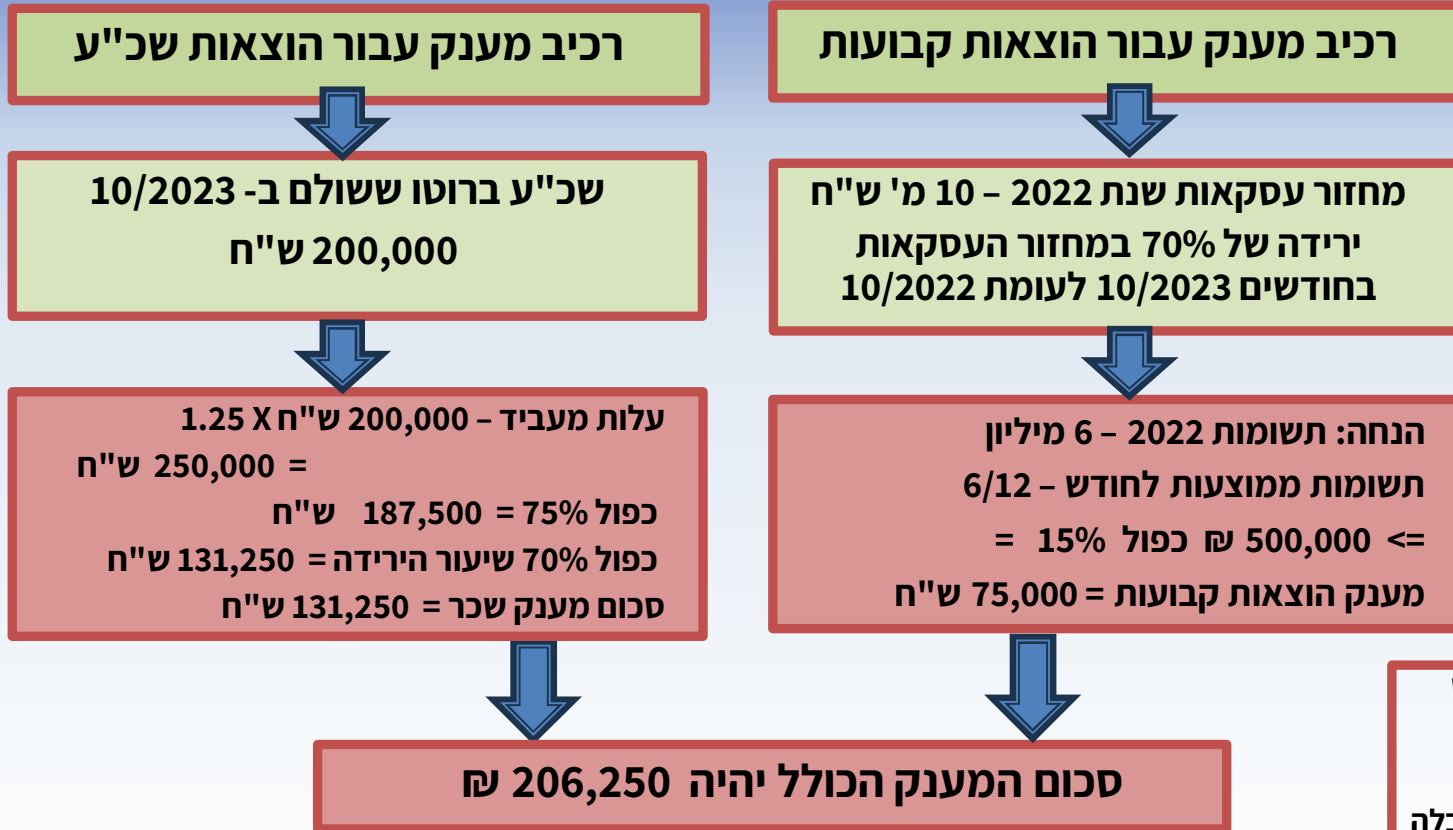 רכיב מענק עבור הוצאות קבועות
מחזור עסקאות שנת 2022 – 10 מ' ש"ח
ירידה של 70% במחזור העסקאות
בחודשים 10/2023 לעומת 10/2022
הנחה: תשומות 2022 – 6 מיליון
תשומות ממוצעות לחודש – 6/12
=> 500,000 ₪ כפול 15% =
מענק הוצאות קבועות = 75,000 ש"ח
רכיב מענק עבור הוצאות שכ"ע
שכ"ע ברוטו ששולם ב- 10/2023
200,000 ש"ח
עלות מעביד – 200,000 ש"ח X 1.25
= 250,000 ש"ח
כפול 75% = 187,500 ש"ח
כפול 70% שיעור הירידה = 131,250 ש"ח
סכום מענק שכר = 131,250 ש"ח
סכום המענק הכולל יהיה 206,250 ₪